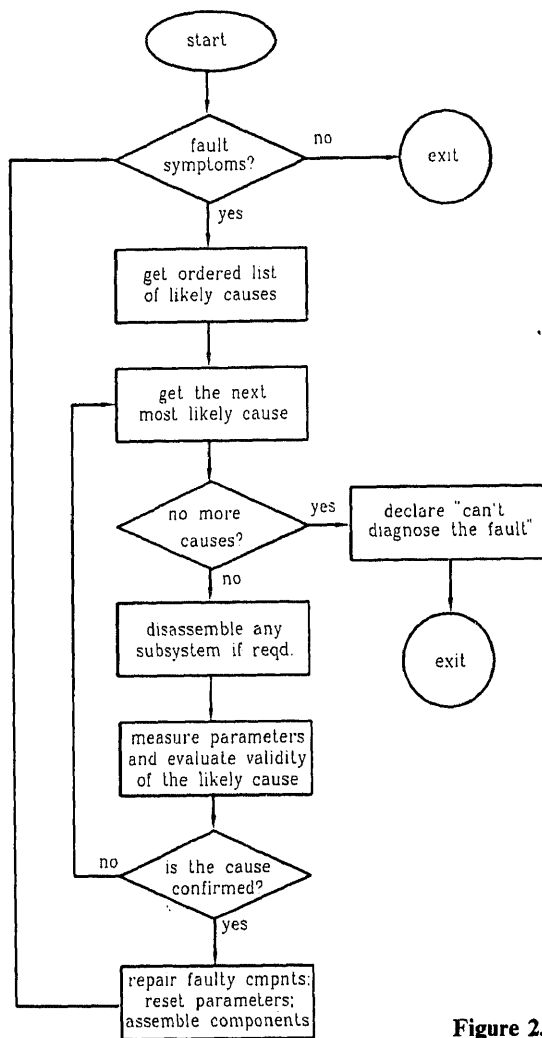 start
fault
symptoms?
no
exit
yes
get ordered list
of likely causes
get the next
most likely cause
no more
causes?
yes
declare "can't
diagnose the fault"
no
exit
disassemble any
subsystem if reqd.
measure parameters
and evaluate validity
of the likely cause
no
is the cause
confirmed?
yes
repair faulty cmpnts;
reset parameters;
assemble components
Figure 2.